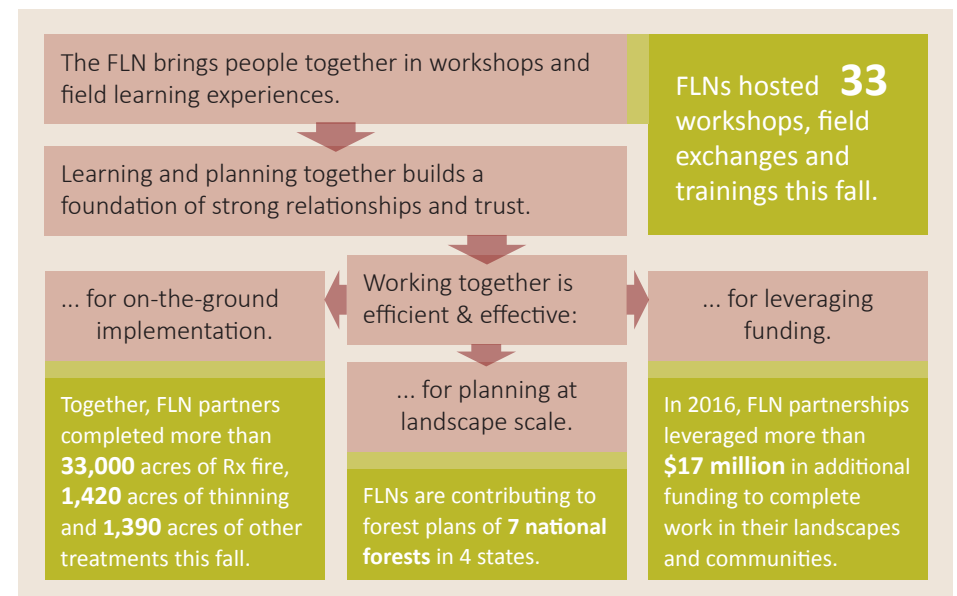 The FLN brings people together in workshops and
field learning experiences.
FLNs hosted 33
workshops, field
exchanges and
trainings this fall.
Learning and planning together builds a
foundation of strong relationships and trust.
Working together is
efficient & effective:
... for on-the-ground
implementation.
Together, FLN partners
completed more than
33,000 acres of Rx fire,
1,420 acres of thinning
and 1,390 acres of other
treatments this fall.
... for planning at
landscape scale.
FLNs are contributing to
forest plans of 7 national
forests in 4 states.
... for leveraging
funding.
In 2016, FLN partnerships
leveraged more than
$17 million in additional
funding to complete
work in their landscapes
and communities.